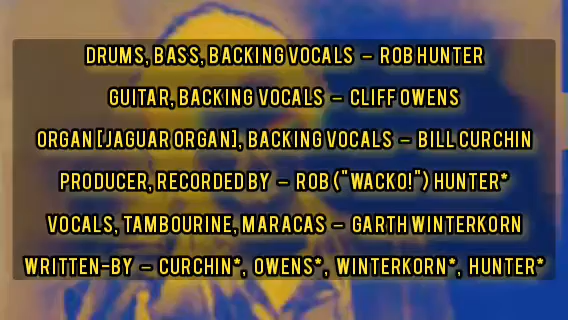 DRUMS, BASS, BACKING VOCALS – ROB HUNTER
GUITAR, BACKING VOCALS – CLIFF OWENS
ORGAN [JAGUAR ORGAN], BACKING VOCALS – BILL CURCHIN
PRODUCER, RECORDED BY – ROB ("WACKO!") HUNTER*
VOCALS, TAMBOURINE, MARACAS – GARTH WINTERKORN
WRITTEN-BY – CURCHIN*, OWENS*, WINTERKORN*, HUNTER*